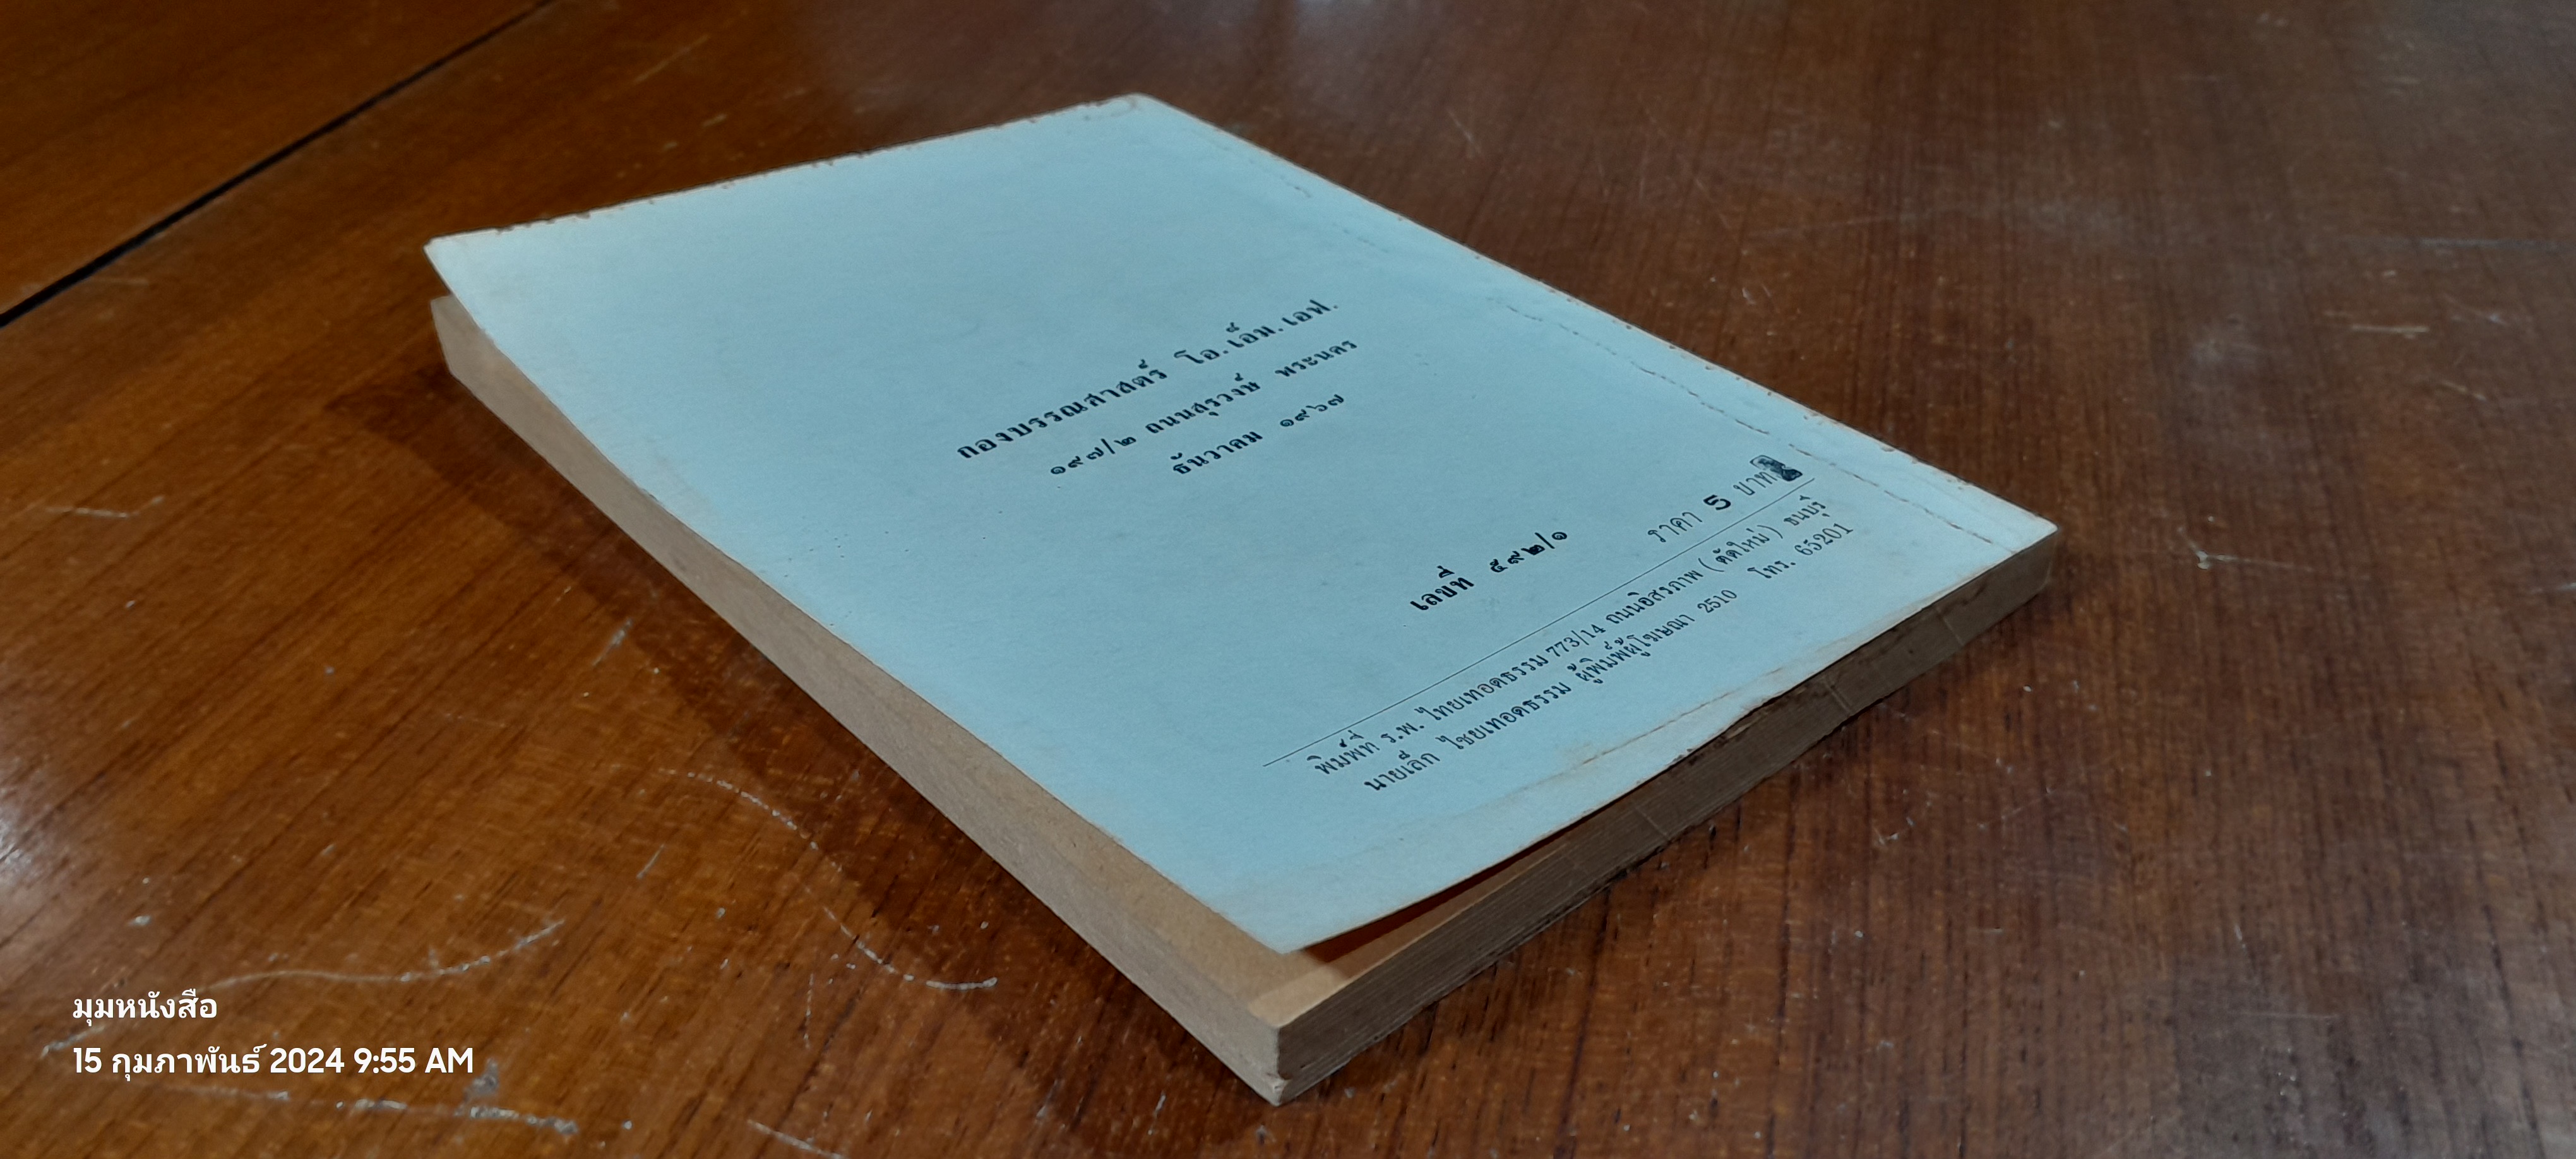 กองบรรณศาสตร์ โอ. เอ็ม. เอฟ.
๑๙๗/๒ ถนนสุรวงษ์ พระนคร
ธันวาคม ๑๙๖๗
เลขที่ ๕๙๒/๑
ราคา 5 บาท
พิมพ์ที่ ร.พ. ไทยเทอดธรรม 773/14 ถนนอิสรภาพ (ตัดใหม่) ธนบุรี
นายเล็ก ไชยเทอดธรรม ผู้พิมพ์ผู้โฆษณา 2510 โทร. 65201
มุมหนังสือ
15 กุมภาพันธ์ 2024 9:55 AM